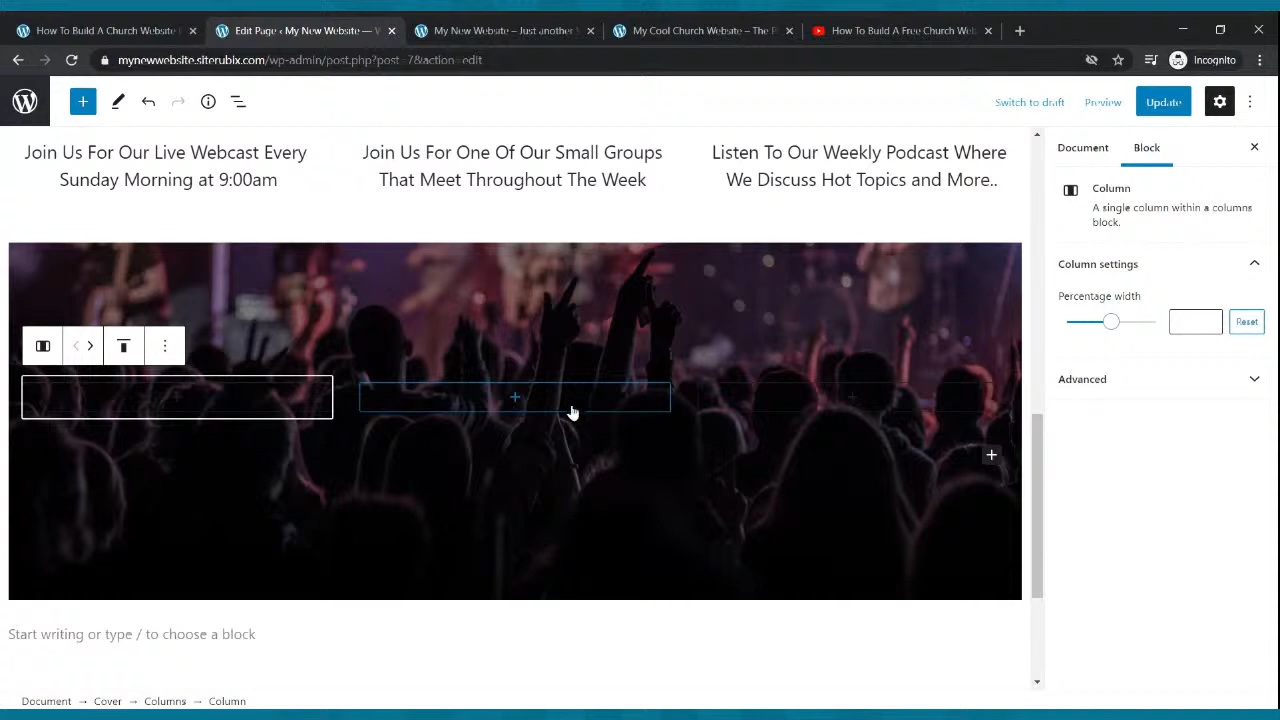 How To Build A Church Website
Edit Page ‹ My New Website — W
My New Website – Just another
My Cool Church Website – The
How To Build A Free Church Web
mynewwebsite.siterubix.com/wp-admin/post.php?post=7&action=edit
Incognito
Switch to draft
Preview
Update
Join Us For Our Live Webcast Every
Sunday Morning at 9:00am
Join Us For One Of Our Small Groups
That Meet Throughout The Week
Listen To Our Weekly Podcast Where
We Discuss Hot Topics and More..
Document
Block
Column
A single column within a columns
block.
Column settings
Percentage width
Reset
Advanced
Start writing or type / to choose a block
Document → Cover → Columns → Column